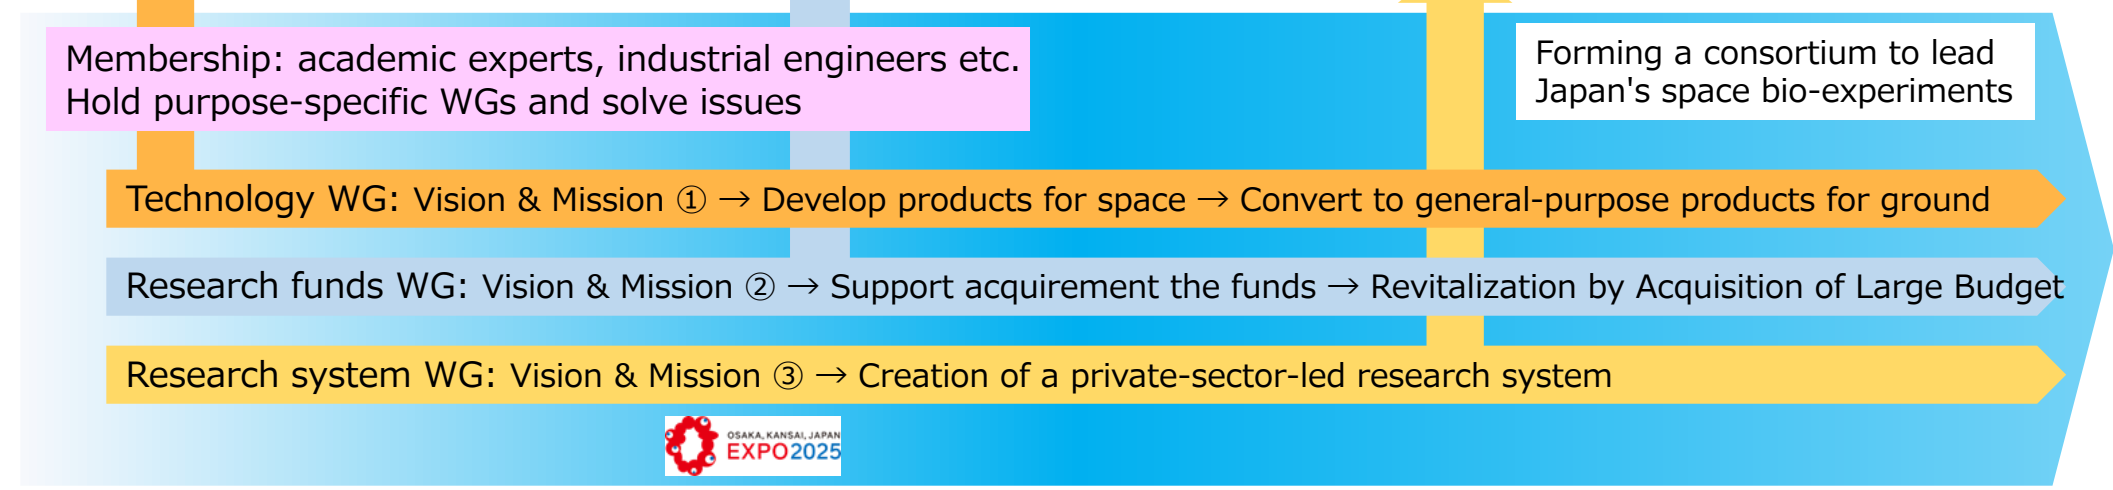 Membership: academic experts, industrial engineers etc.
Hold purpose-specific WGs and solve issues
Forming a consortium to lead
Japan's space bio-experiments
Technology WG: Vision & Mission ① → Develop products for space → Convert to general-purpose products for ground
Research funds WG: Vision & Mission ② → Support acquirement the funds → Revitalization by Acquisition of Large Budget
Research system WG: Vision & Mission ③ → Creation of a private-sector-led research system
OSAKA, KANSAI, JAPAN
EXPO2025